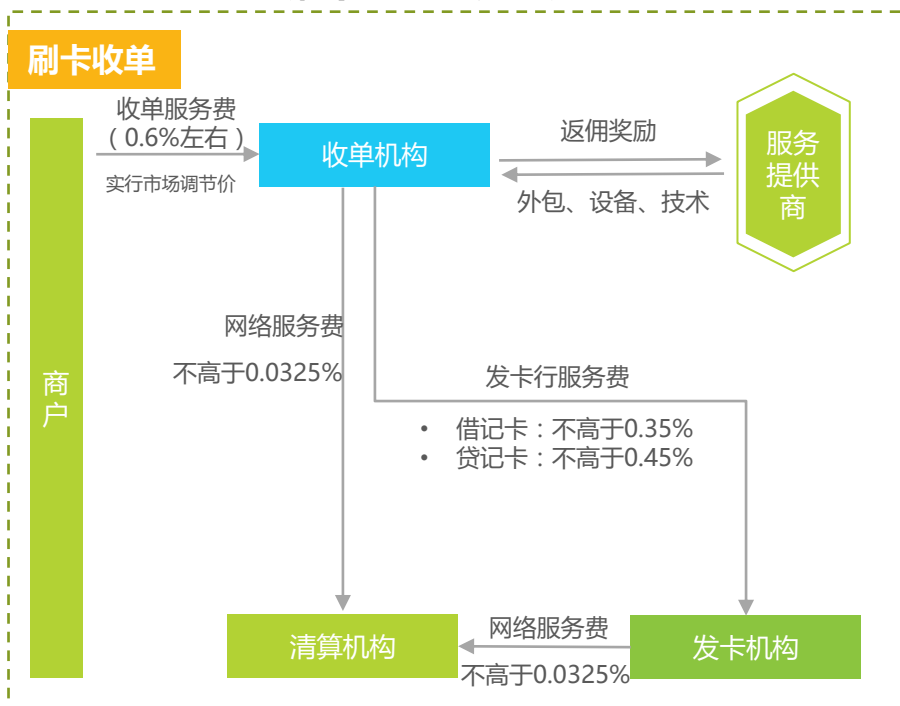 刷卡收单
收单服务费
（0.6%左右）
实行市场调节价
收单机构
返佣奖励
外包、设备、技术
服务
提供
商
商
户
网络服务费
不高于0.0325%
发卡行服务费
• 借记卡：不高于0.35%
• 贷记卡：不高于0.45%
清算机构
网络服务费
不高于0.0325%
发卡机构